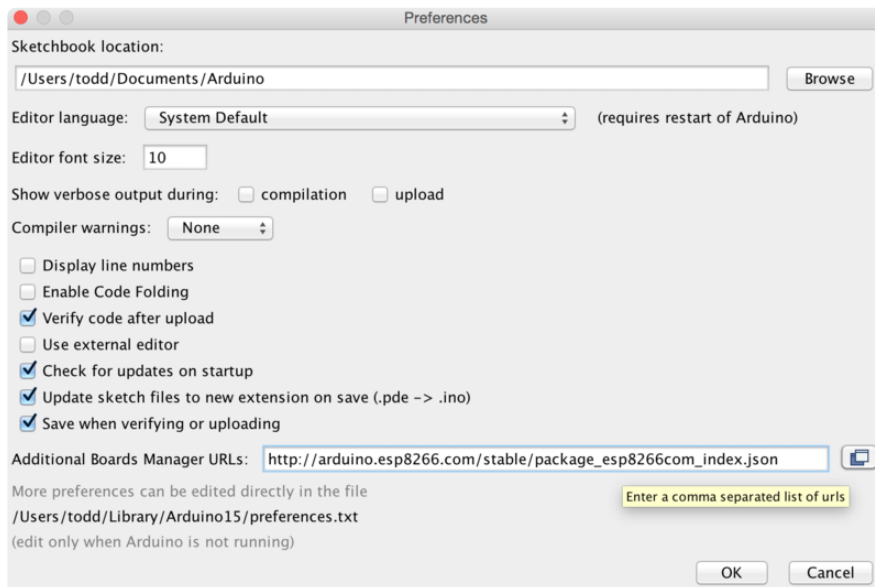 Preferences
Sketchbook location:
/Users/todd/Documents/Arduino Browse
Editor language: System Default (requires restart of Arduino)
Editor font size: 10
Show verbose output during: compilation upload
Compiler warnings: None
Display line numbers
Enable Code Folding
Verify code after upload
Use external editor
Check for updates on startup
Update sketch files to new extension on save (.pde -> .ino)
Save when verifying or uploading
Additional Boards Manager URLs: http://arduino.esp8266.com/stable/package_esp8266com_index.json
More preferences can be edited directly in the file
Enter a comma separated list of urls
/Users/todd/Library/Arduino15/preferences.txt
(edit only when Arduino is not running)
OK Cancel